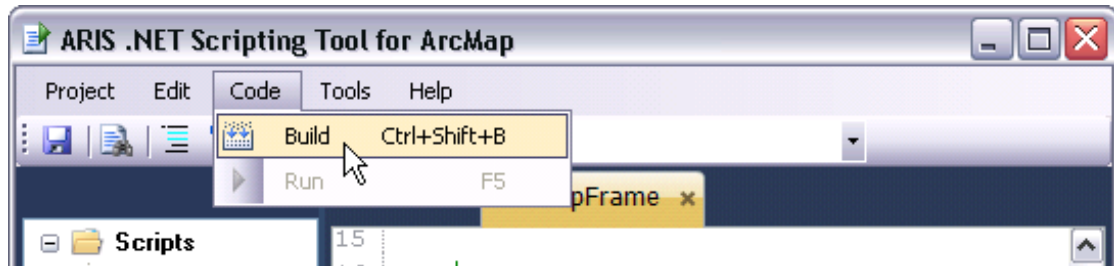 ARIS .NET Scripting Tool for ArcMap
Project Edit Code Tools Help
Build Ctrl+Shift+B
Run F5
pFrame
Scripts
15